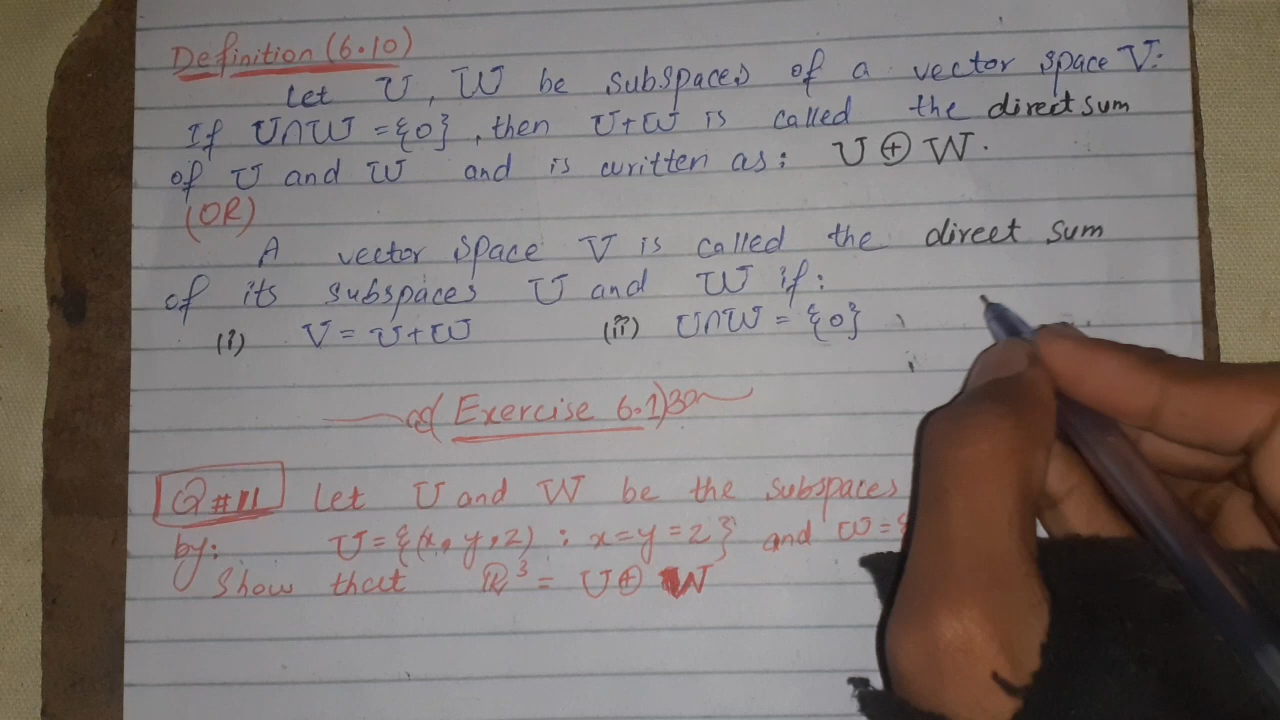 Definition (6.10)
Let U, W be subspaces of a vector space V.
If U∩W = {0}, then U+W is called the direct sum
of U and W and is written as: U ⊕ W.
(OR)
A vector space V is called the direct sum
of its subspaces U and W if:
(i) V = U+W (ii) U∩W = {0}
Exercise 6.1
Q#11 Let U and W be the subspaces
by: U = {(x, y, z) : x=y=z} and W = {
Show that ℝ³ = U ⊕ W